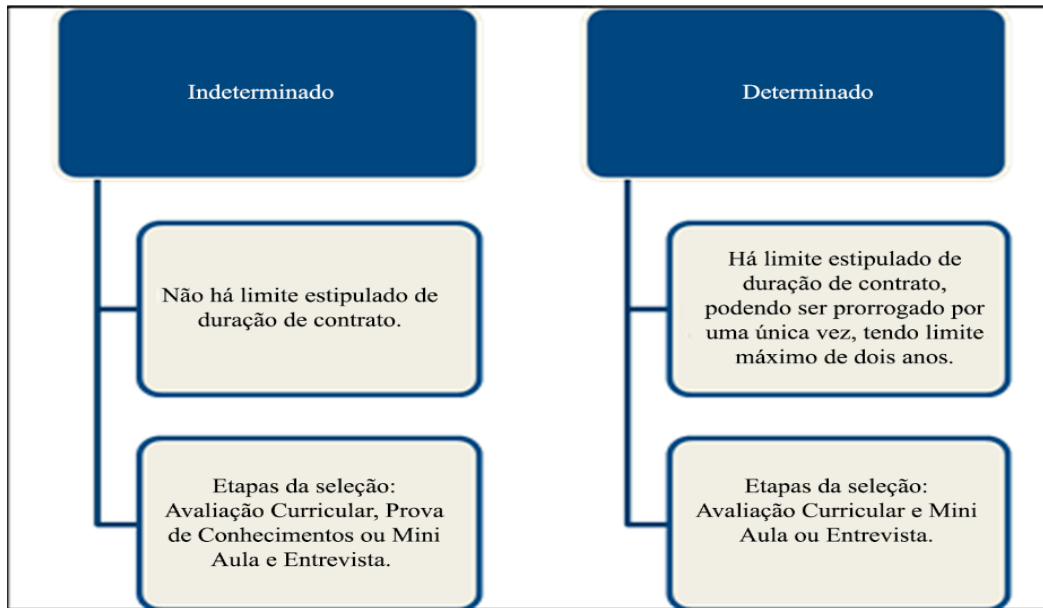 Indeterminado
Não há limite estipulado de
duração de contrato.
Etapas da seleção:
Avaliação Curricular, Prova
de Conhecimentos ou Mini
Aula e Entrevista.
Determinado
Há limite estipulado de
duração de contrato,
podendo ser prorrogado por
uma única vez, tendo limite
máximo de dois anos.
Etapas da seleção:
Avaliação Curricular e Mini
Aula ou Entrevista.